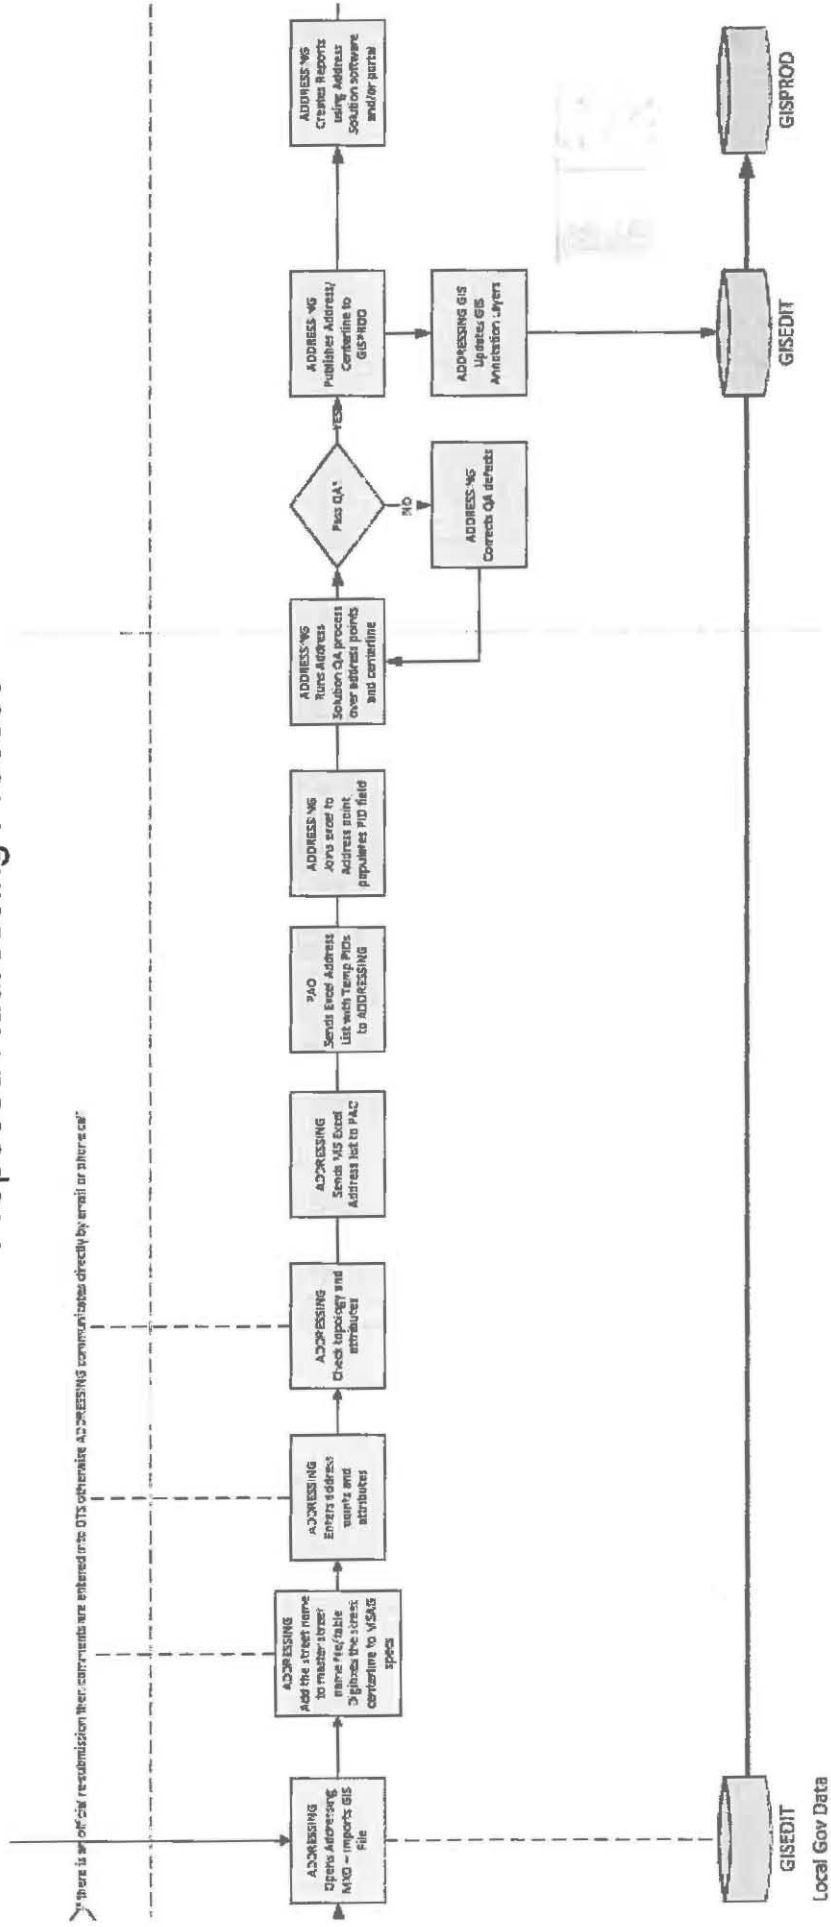 If there is an official resubmission then comments are entered into DTS otherwise ADDRESSING communicates directly by email or phone call
ADDRESSING
Opens Addressing
MXD – Imports GIS
File
ADDRESSING
Add the street name
to master street
name file/table
Digitizes the street
centerline to MSAG
specs
ADDRESSING
Enters address
points and
attributes
ADDRESSING
Check topology and
attributes
ADDRESSING
Sends MS Excel
Address list to PAO
PAO
Sends Excel Address
List with Temp PIDs
to ADDRESSING
ADDRESSING
Joins excel to
Address point
populates PID field
ADDRESSING
Runs Address
Solution QA process
over address points
and centerline
Pass QA?
YES
NO
ADDRESSING
Corrects QA defects
ADDRESSING
Publishes Address/
Centerline to
GISPROD
ADDRESSING GIS
Updates GIS
Annotation Layers
ADDRESSING
Creates Reports
using Address
Solution software
and/or portal
GISEDIT
Local Gov Data
GISEDIT
GISPROD